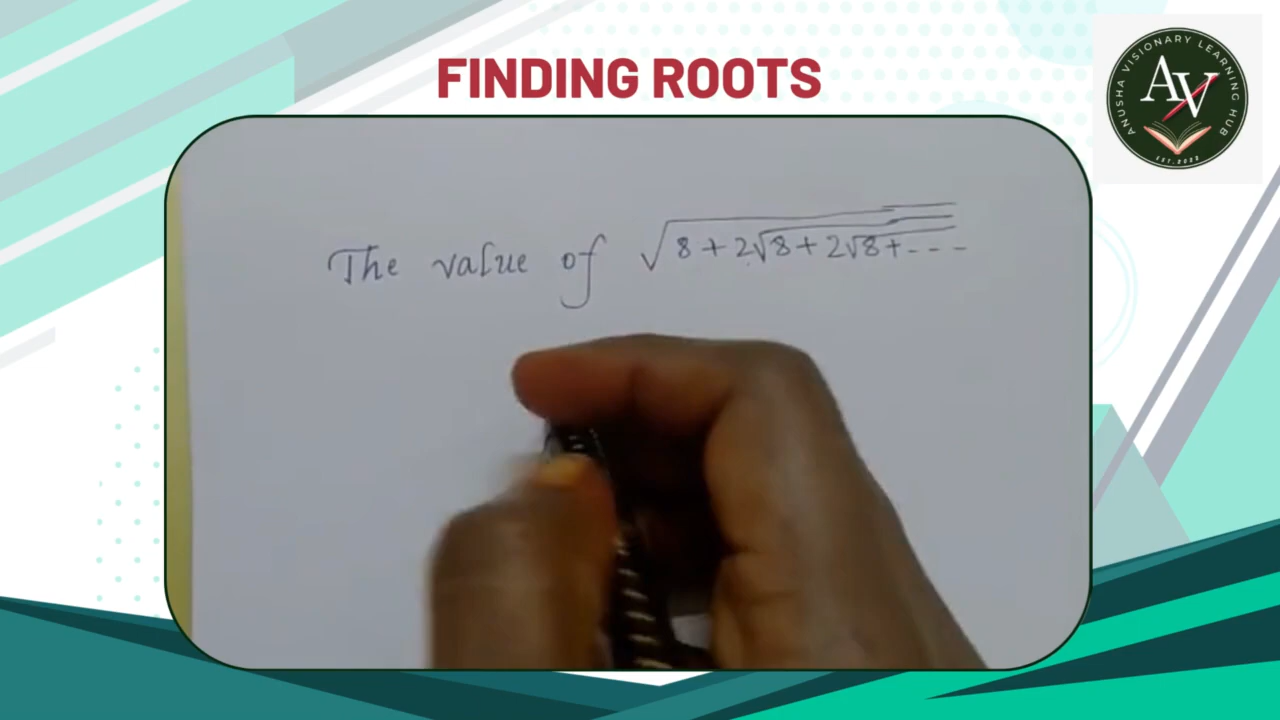 FINDING ROOTS
AV
ANUSHA VISIONARY LEARNING HUB
EST.2022
The value of √8+2√8+2√8+---